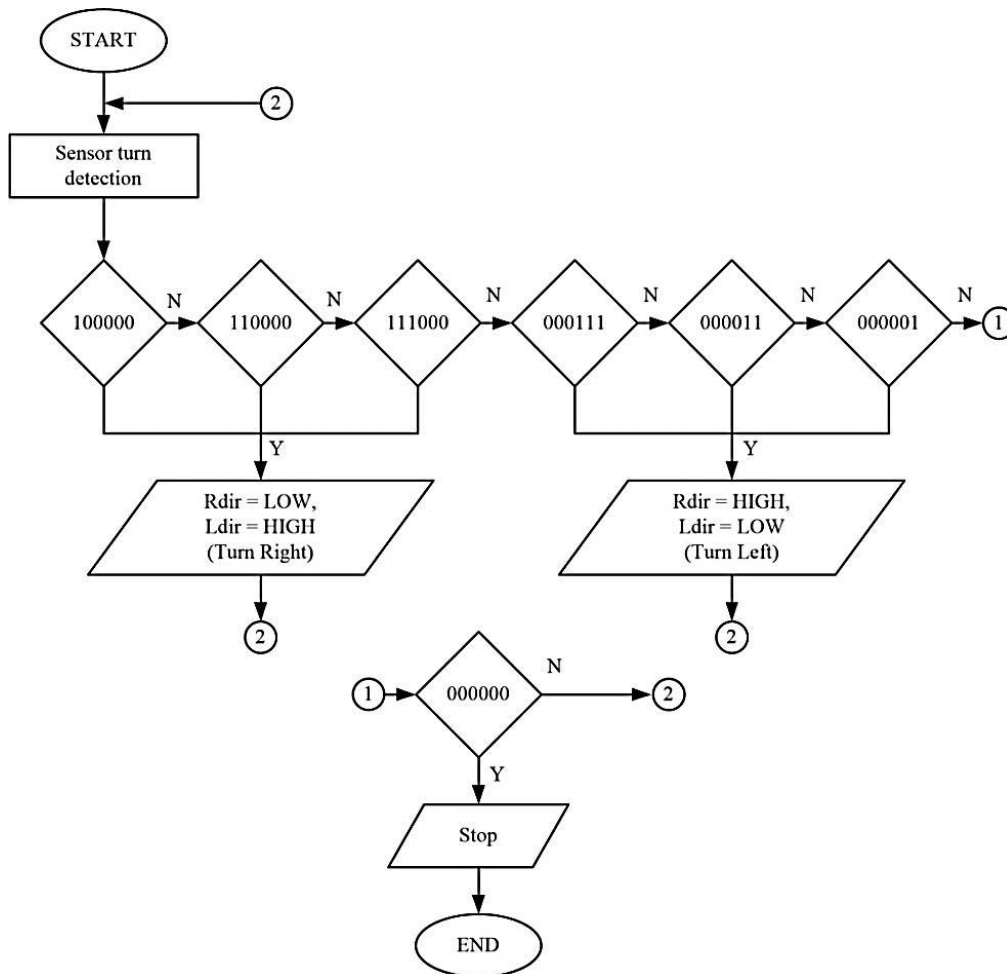 START
2
Sensor turn
detection
100000
N
110000
N
111000
N
000111
N
000011
N
000001
N
1
Y
Y
Rdir = LOW,
Ldir = HIGH
(Turn Right)
Rdir = HIGH,
Ldir = LOW
(Turn Left)
2
2
1
000000
N
2
Y
Stop
END